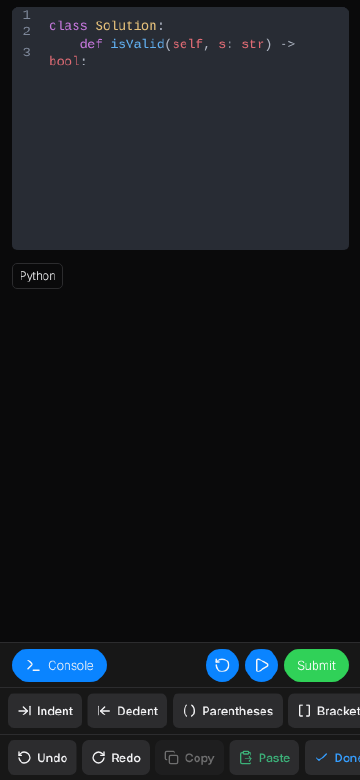 1 class Solution:
2 def isValid(self, s: str) ->
bool:
3
Python
Console
Submit
Indent Dedent () Parentheses [] Bracket
Undo Redo Copy Paste Done